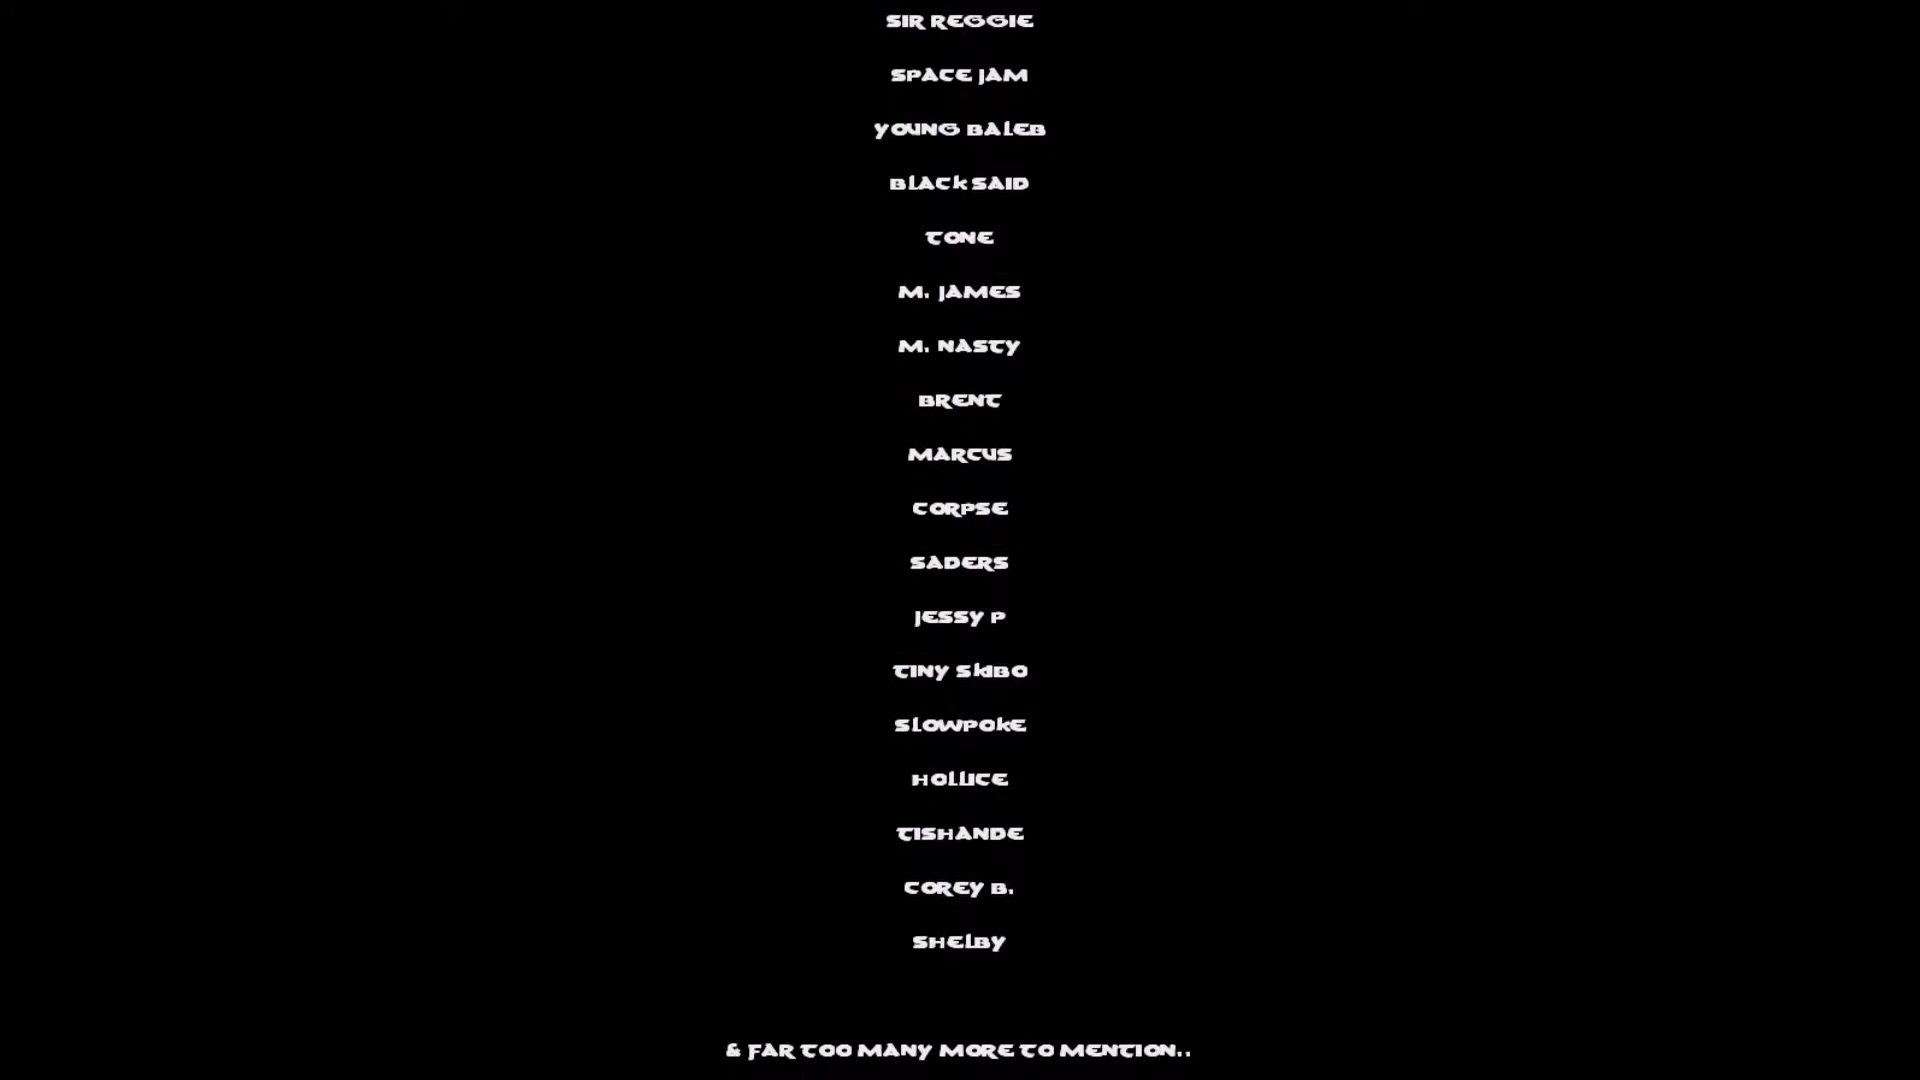 SIR REGGIE
SPACE JAM
YOUNG BALEB
BLACK SAID
TONE
M. JAMES
M. NASTY
BRENT
MARCUS
CORPSE
SADERS
JESSY P
TINY SKIBO
SLOWPOKE
HOLLICE
TISHANDE
COREY B.
SHELBY
& FAR TOO MANY MORE TO MENTION..